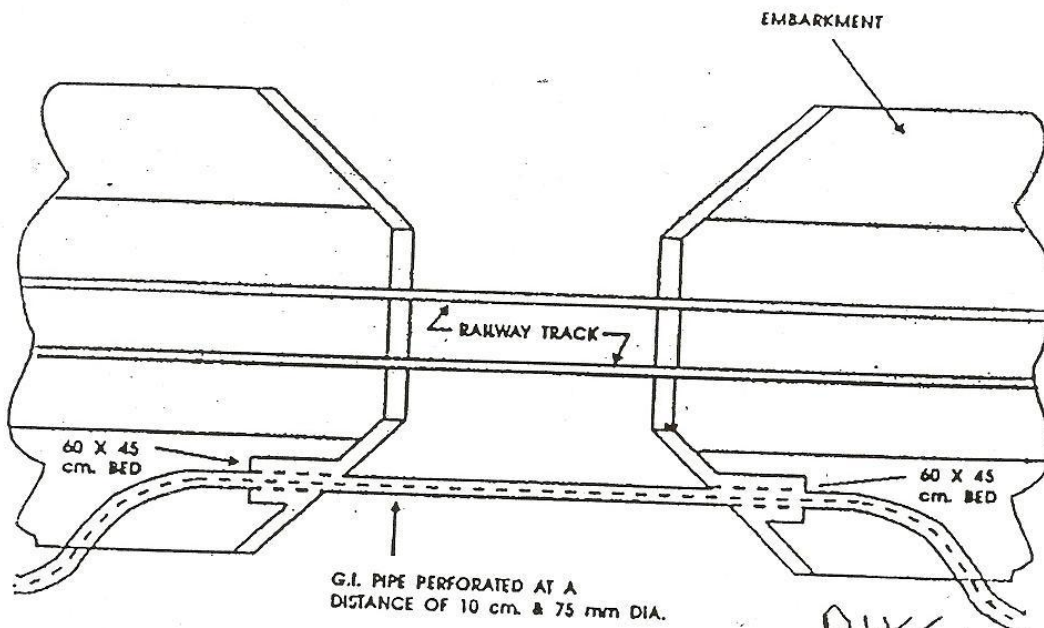 EMBARKMENT
RAILWAY TRACK
60 X 45
cm. BED
60 X 45
cm. BED
G.I. PIPE PERFORATED AT A
DISTANCE OF 10 cm. & 75 mm DIA.